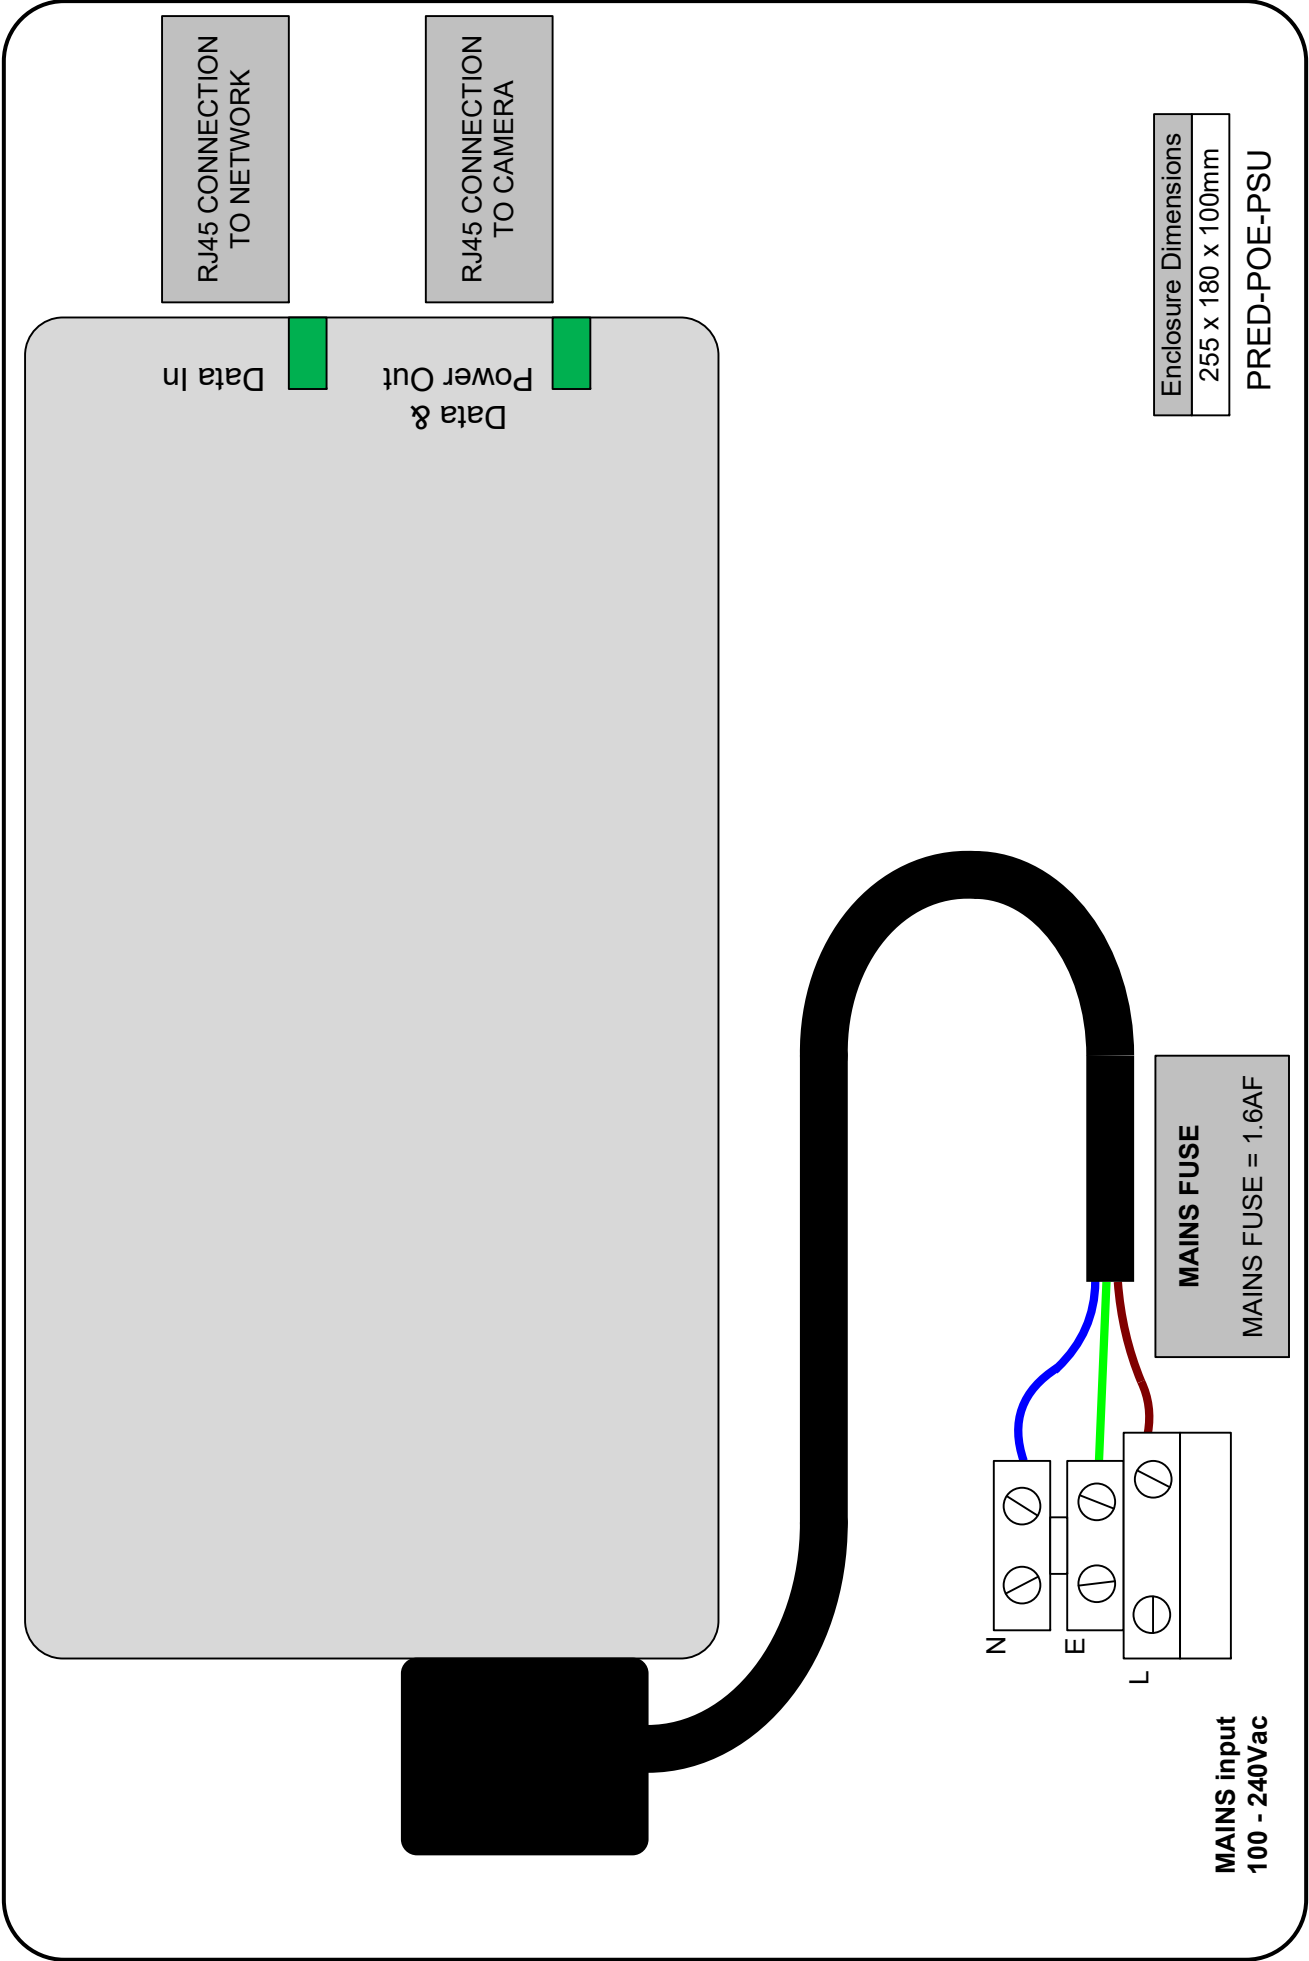 RJ45 CONNECTION
TO NETWORK
RJ45 CONNECTION
TO CAMERA
Data In
Data &
Power Out
Enclosure Dimensions
255 x 180 x 100mm
PRED-POE-PSU
MAINS FUSE
MAINS FUSE = 1.6AF
N
E
L
MAINS input
100 - 240Vac